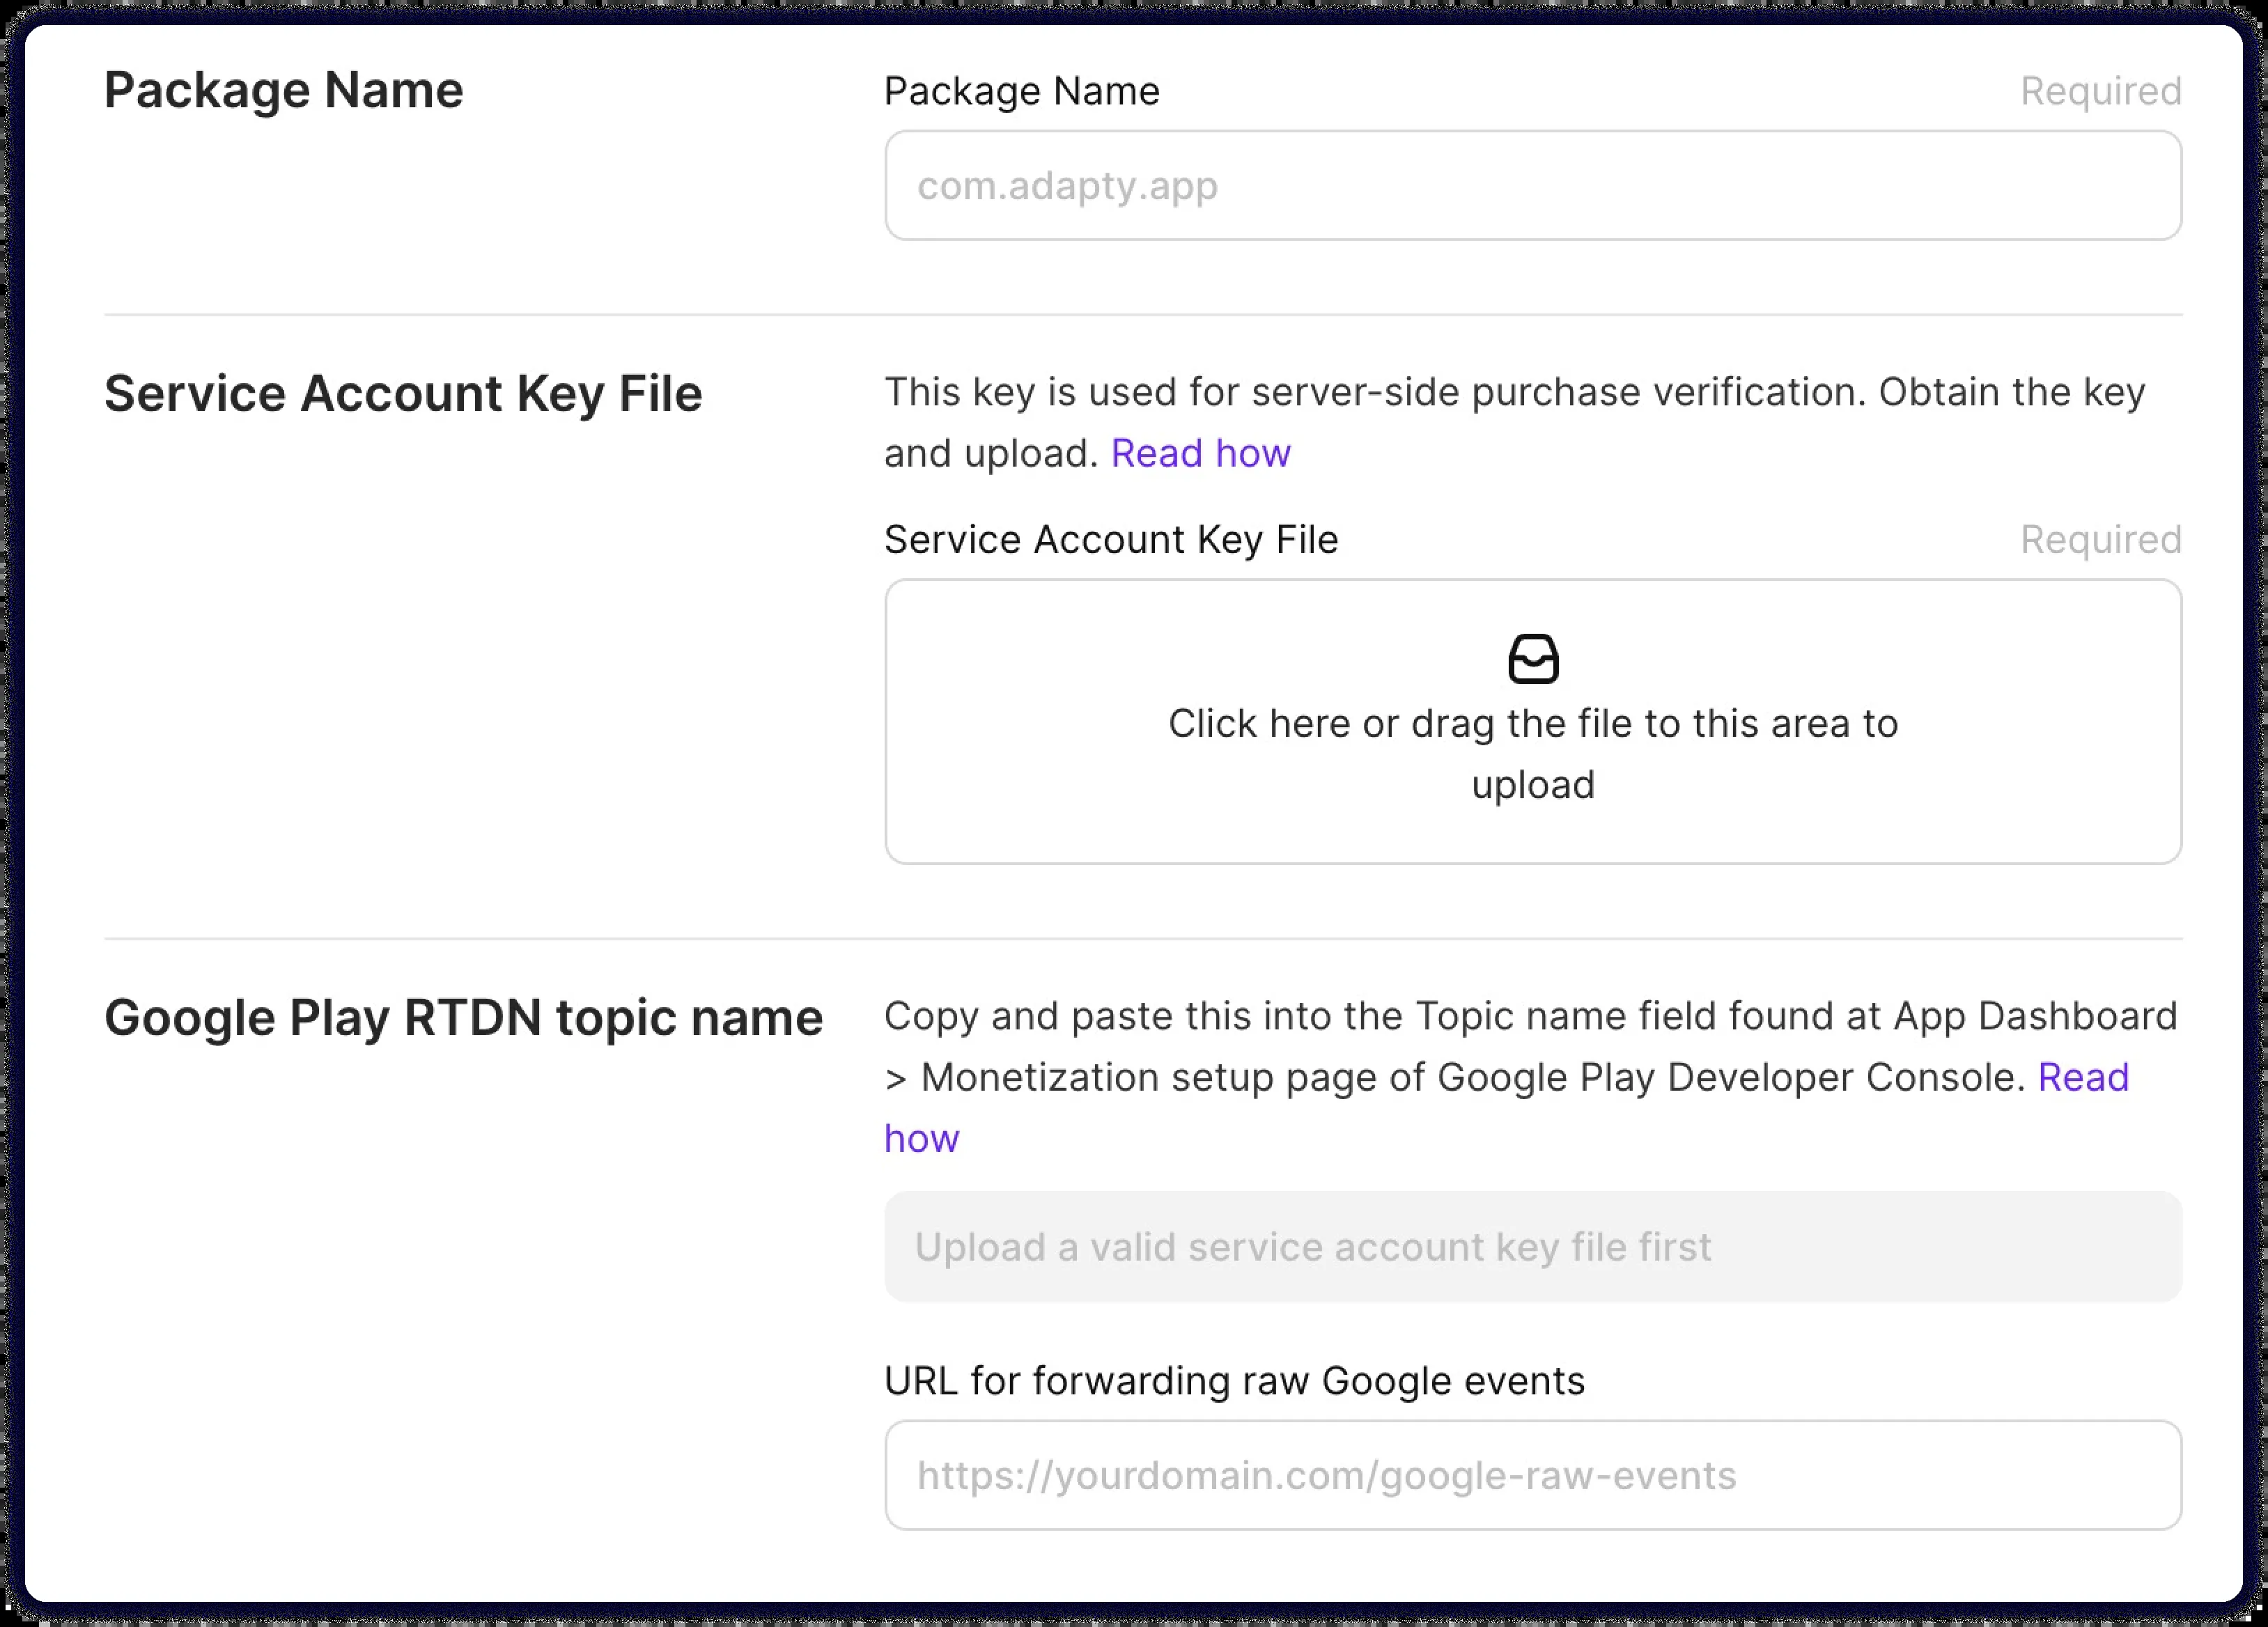 Package Name
Package Name
Required
com.adapty.app
Service Account Key File
This key is used for server-side purchase verification. Obtain the key
and upload. Read how
Service Account Key File
Required
Click here or drag the file to this area to
upload
Google Play RTDN topic name
Copy and paste this into the Topic name field found at App Dashboard
> Monetization setup page of Google Play Developer Console. Read
how
Upload a valid service account key file first
URL for forwarding raw Google events
https://yourdomain.com/google-raw-events